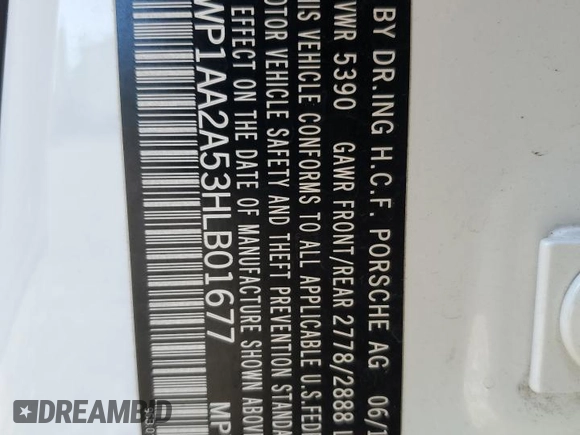 BY DR.ING H.C.F. PORSCHE AG 06/1
VWR 5390 GAWR FRONT/REAR 2778/2888
IS VEHICLE CONFORMS TO ALL APPLICABLE U.S.FED
OTOR VEHICLE SAFETY AND THEFT PREVENTION STANDA
EFFECT ON THE DATE OF MANUFACTURE SHOWN ABOVE
WP1AA2A53HLB01677 MP
DREAMBID